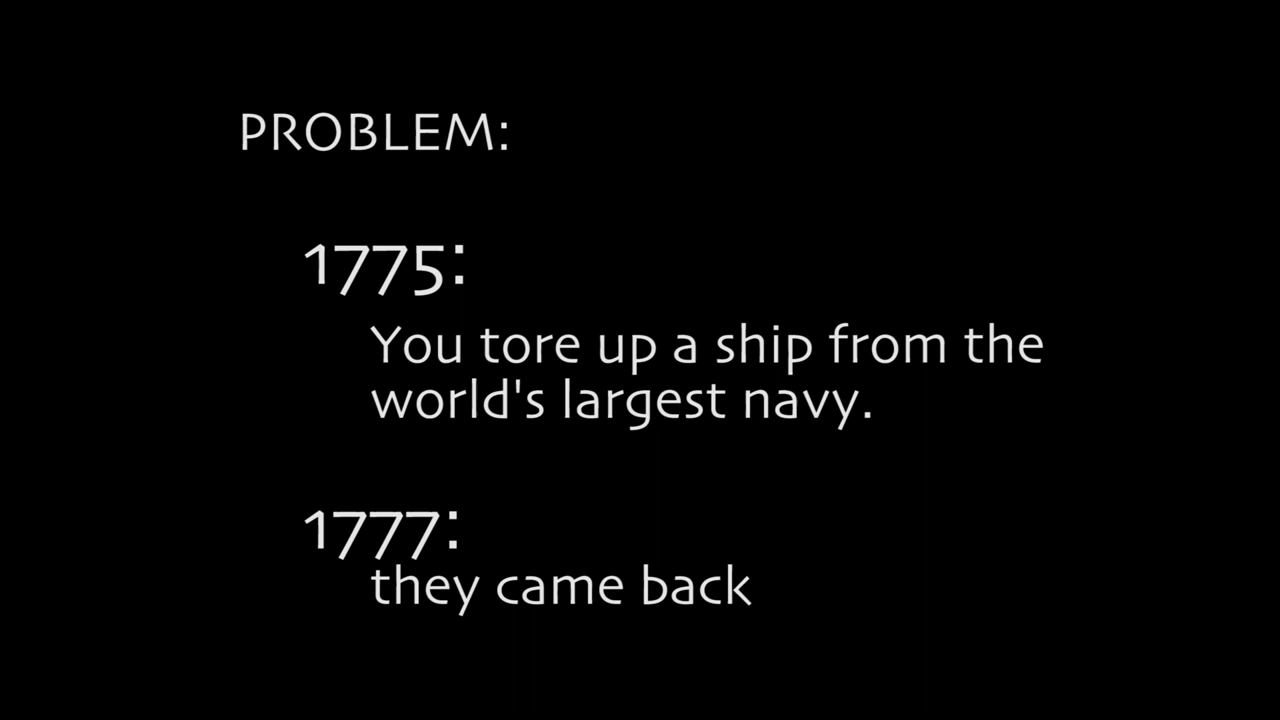 PROBLEM:
1775:
You tore up a ship from the
world's largest navy.
1777:
they came back